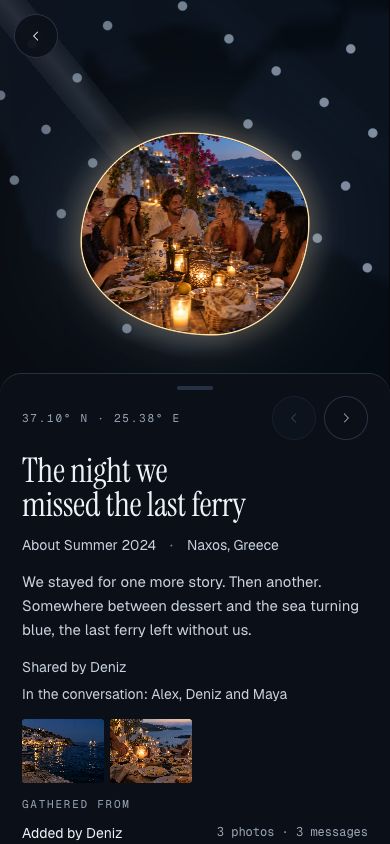 37.10° N · 25.38° E
The night we
missed the last ferry
About Summer 2024 · Naxos, Greece
We stayed for one more story. Then another.
Somewhere between dessert and the sea turning
blue, the last ferry left without us.
Shared by Deniz
In the conversation: Alex, Deniz and Maya
GATHERED FROM
Added by Deniz
3 photos · 3 messages